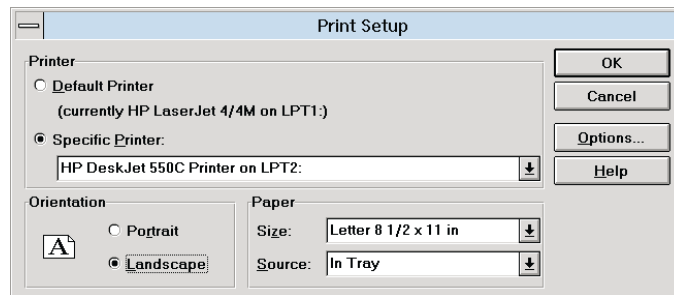 Print Setup
Printer
Default Printer
(currently HP LaserJet 4/4M on LPT1:)
Specific Printer:
HP DeskJet 550C Printer on LPT2:
OK
Cancel
Options...
Help
Orientation
A
Portrait
Landscape
Paper
Size: Letter 8 1/2 x 11 in
Source: In Tray